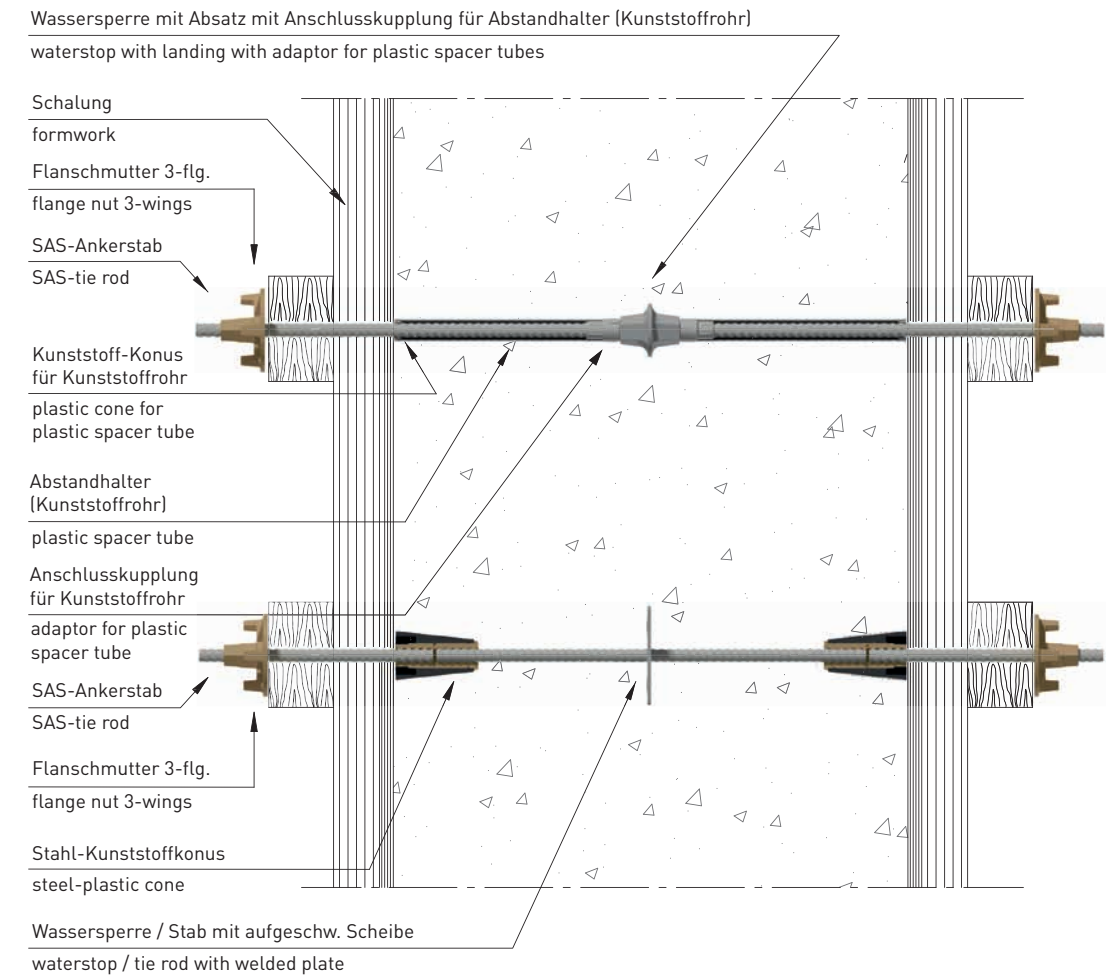 Wassersperre mit Absatz mit Anschlusskupplung für Abstandhalter (Kunststoffrohr)
waterstop with landing with adaptor for plastic spacer tubes
Schalung
formwork
Flanschmutter 3-flg.
flange nut 3-wings
SAS-Ankerstab
SAS-tie rod
Kunststoff-Konus
für Kunststoffrohr
plastic cone for
plastic spacer tube
Abstandhalter
(Kunststoffrohr)
plastic spacer tube
Anschlusskupplung
für Kunststoffrohr
adaptor for plastic
spacer tube
SAS-Ankerstab
SAS-tie rod
Flanschmutter 3-flg.
flange nut 3-wings
Stahl-Kunststoffkonus
steel-plastic cone
Wassersperre / Stab mit aufgeschw. Scheibe
waterstop / tie rod with welded plate